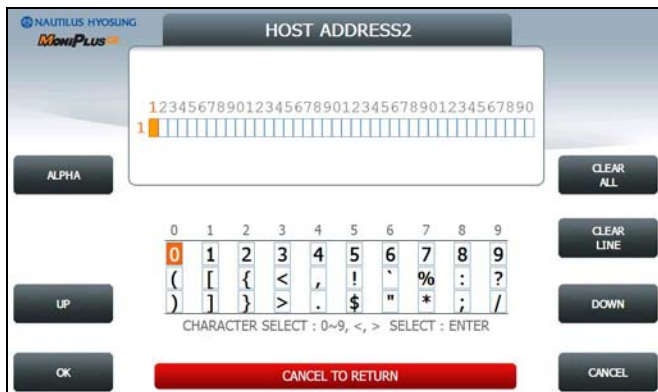 NAUTILUS HYOSUNG
MoniPlus CE
HOST ADDRESS2
1234567890123456789012345678901234567890
1
ALPHA
CLEAR ALL
0 1 2 3 4 5 6 7 8 9
0 1 2 3 4 5 6 7 8 9
( [ { < , ! ` % : ?
) ] } > . $ " * ; /
CLEAR LINE
UP
DOWN
CHARACTER SELECT : 0~9, <, > SELECT : ENTER
OK
CANCEL TO RETURN
CANCEL